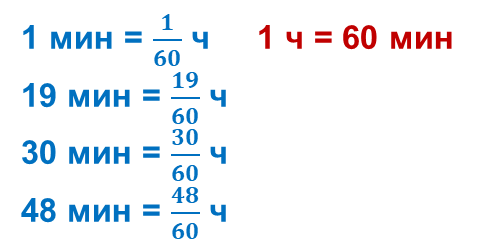 1 мин = 1/60 ч 1 ч = 60 мин
19 мин = 19/60 ч
30 мин = 30/60 ч
48 мин = 48/60 ч